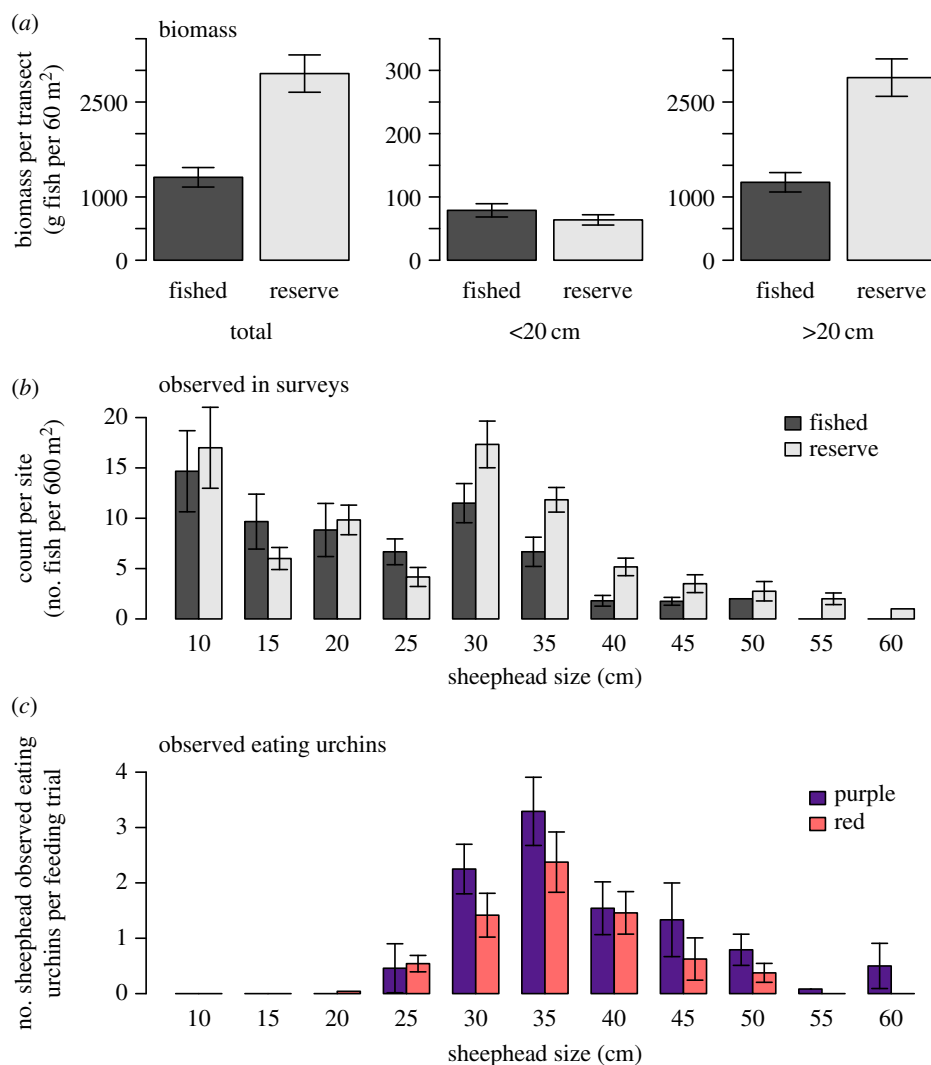 (a)
biomass
biomass per transect
(g fish per 60 m²)
2500
1000
0
fished
reserve
total
300
200
100
0
fished
reserve
<20 cm
2500
1000
0
fished
reserve
>20 cm
(b)
observed in surveys
count per site
(no. fish per 600 m²)
20
15
10
5
0
fished
reserve
10 15 20 25 30 35 40 45 50 55 60
sheephead size (cm)
(c)
observed eating urchins
no. sheephead observed eating
urchins per feeding trial
4
3
2
1
0
purple
red
10 15 20 25 30 35 40 45 50 55 60
sheephead size (cm)